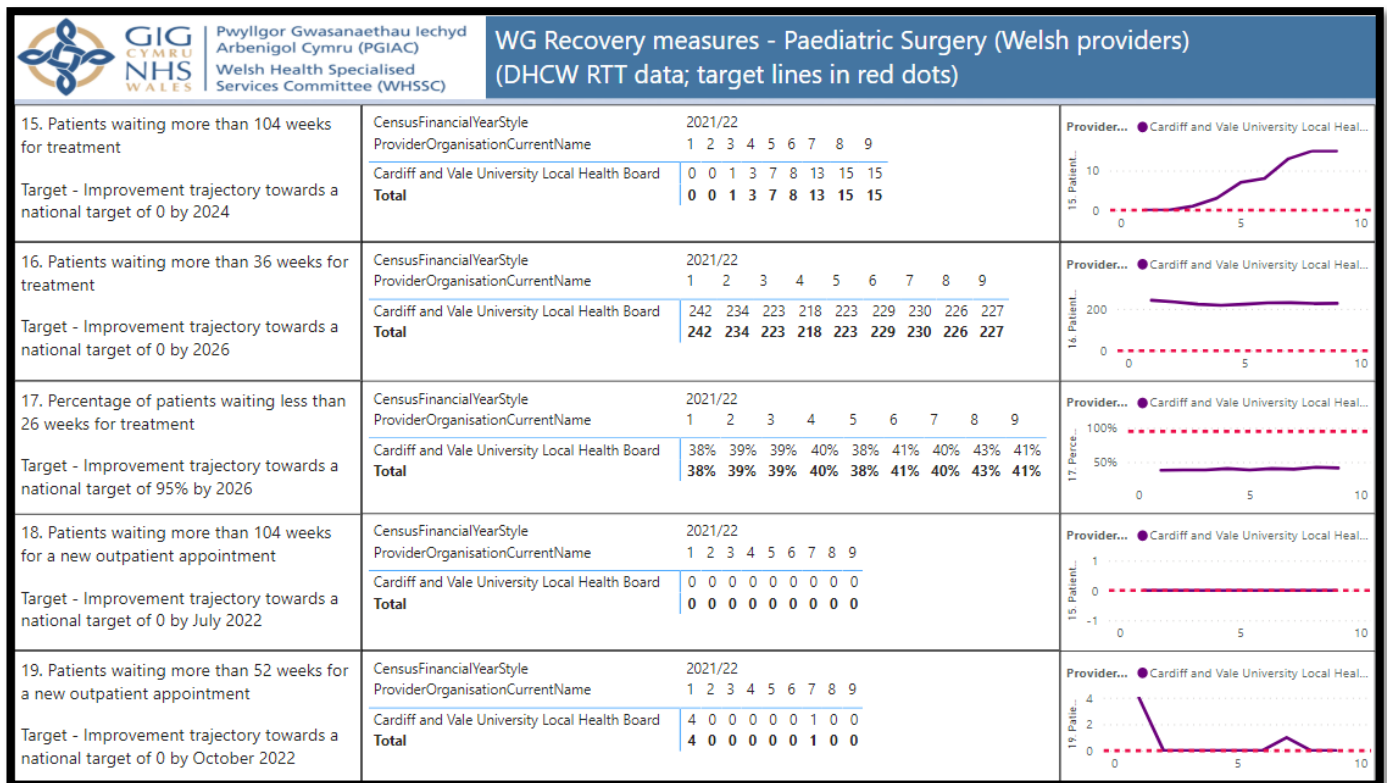 GIG
CYMRU
NHS
WALES
Pwyllgor Gwasanaethau Iechyd
Arbenigol Cymru (PGIAC)
Welsh Health Specialised
Services Committee (WHSSC)
WG Recovery measures - Paediatric Surgery (Welsh providers)
(DHCW RTT data; target lines in red dots)
15. Patients waiting more than 104 weeks
for treatment
Target - Improvement trajectory towards a
national target of 0 by 2024
CensusFinancialYearStyle 2021/22
ProviderOrganisationCurrentName 1 2 3 4 5 6 7 8 9
Cardiff and Vale University Local Health Board 0 0 1 3 7 8 13 15 15
Total 0 0 1 3 7 8 13 15 15
Provider... Cardiff and Vale University Local Heal...
15. Patient...
10
0
0 5 10
16. Patients waiting more than 36 weeks for
treatment
Target - Improvement trajectory towards a
national target of 0 by 2026
CensusFinancialYearStyle 2021/22
ProviderOrganisationCurrentName 1 2 3 4 5 6 7 8 9
Cardiff and Vale University Local Health Board 242 234 223 218 223 229 230 226 227
Total 242 234 223 218 223 229 230 226 227
Provider... Cardiff and Vale University Local Heal...
16. Patient...
200
0
0 5 10
17. Percentage of patients waiting less than
26 weeks for treatment
Target - Improvement trajectory towards a
national target of 95% by 2026
CensusFinancialYearStyle 2021/22
ProviderOrganisationCurrentName 1 2 3 4 5 6 7 8 9
Cardiff and Vale University Local Health Board 38% 39% 39% 40% 38% 41% 40% 43% 41%
Total 38% 39% 39% 40% 38% 41% 40% 43% 41%
Provider... Cardiff and Vale University Local Heal...
17. Perce...
100%
50%
0 5 10
18. Patients waiting more than 104 weeks
for a new outpatient appointment
Target - Improvement trajectory towards a
national target of 0 by July 2022
CensusFinancialYearStyle 2021/22
ProviderOrganisationCurrentName 1 2 3 4 5 6 7 8 9
Cardiff and Vale University Local Health Board 0 0 0 0 0 0 0 0 0
Total 0 0 0 0 0 0 0 0 0
Provider... Cardiff and Vale University Local Heal...
15. Patient...
1
0
-1
0 5 10
19. Patients waiting more than 52 weeks for
a new outpatient appointment
Target - Improvement trajectory towards a
national target of 0 by October 2022
CensusFinancialYearStyle 2021/22
ProviderOrganisationCurrentName 1 2 3 4 5 6 7 8 9
Cardiff and Vale University Local Health Board 4 0 0 0 0 0 1 0 0
Total 4 0 0 0 0 0 1 0 0
Provider... Cardiff and Vale University Local Heal...
19. Patie...
4
2
0
0 5 10